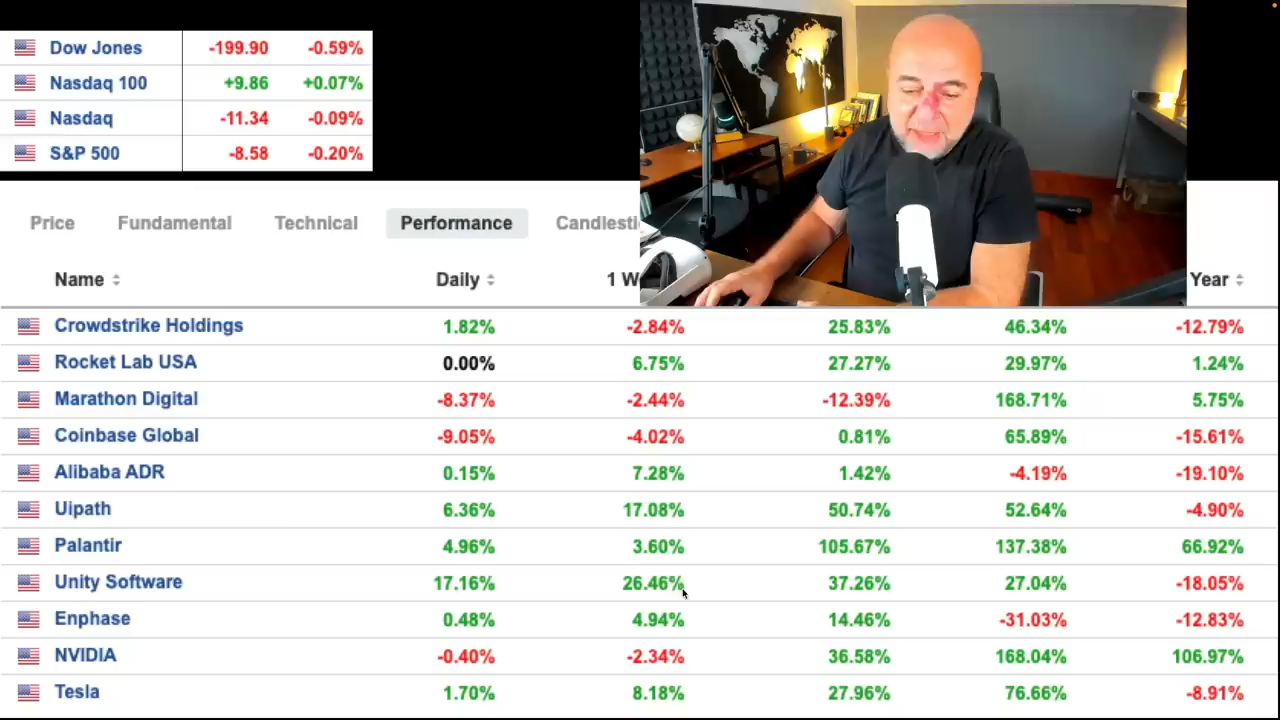 Dow Jones -199.90 -0.59%
Nasdaq 100 +9.86 +0.07%
Nasdaq -11.34 -0.09%
S&P 500 -8.58 -0.20%
Price Fundamental Technical Performance Candlesti
Name Daily 1 W Year
Crowdstrike Holdings 1.82% -2.84% 25.83% 46.34% -12.79%
Rocket Lab USA 0.00% 6.75% 27.27% 29.97% 1.24%
Marathon Digital -8.37% -2.44% -12.39% 168.71% 5.75%
Coinbase Global -9.05% -4.02% 0.81% 65.89% -15.61%
Alibaba ADR 0.15% 7.28% 1.42% -4.19% -19.10%
Uipath 6.36% 17.08% 50.74% 52.64% -4.90%
Palantir 4.96% 3.60% 105.67% 137.38% 66.92%
Unity Software 17.16% 26.46% 37.26% 27.04% -18.05%
Enphase 0.48% 4.94% 14.46% -31.03% -12.83%
NVIDIA -0.40% -2.34% 36.58% 168.04% 106.97%
Tesla 1.70% 8.18% 27.96% 76.66% -8.91%